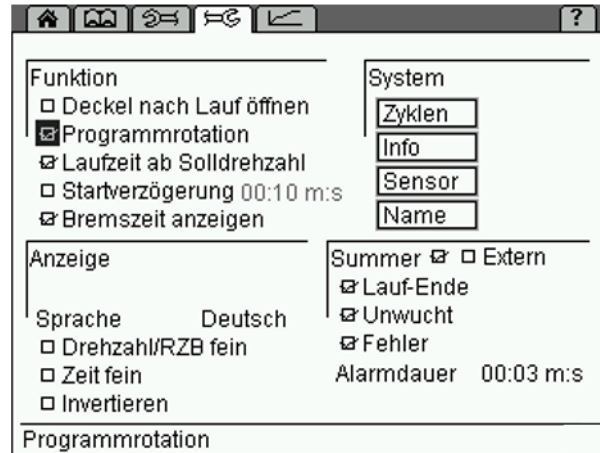 ?
Funktion
Deckel nach Lauf öffnen
Programmrotation
Laufzeit ab Solldrehzahl
Startverzögerung 00:10 m:s
Bremszeit anzeigen
System
Zyklen
Info
Sensor
Name
Anzeige
Sprache Deutsch
Drehzahl/RZB fein
Zeit fein
Invertieren
Summer Extern
Lauf-Ende
Unwucht
Fehler
Alarmdauer 00:03 m:s
Programmrotation